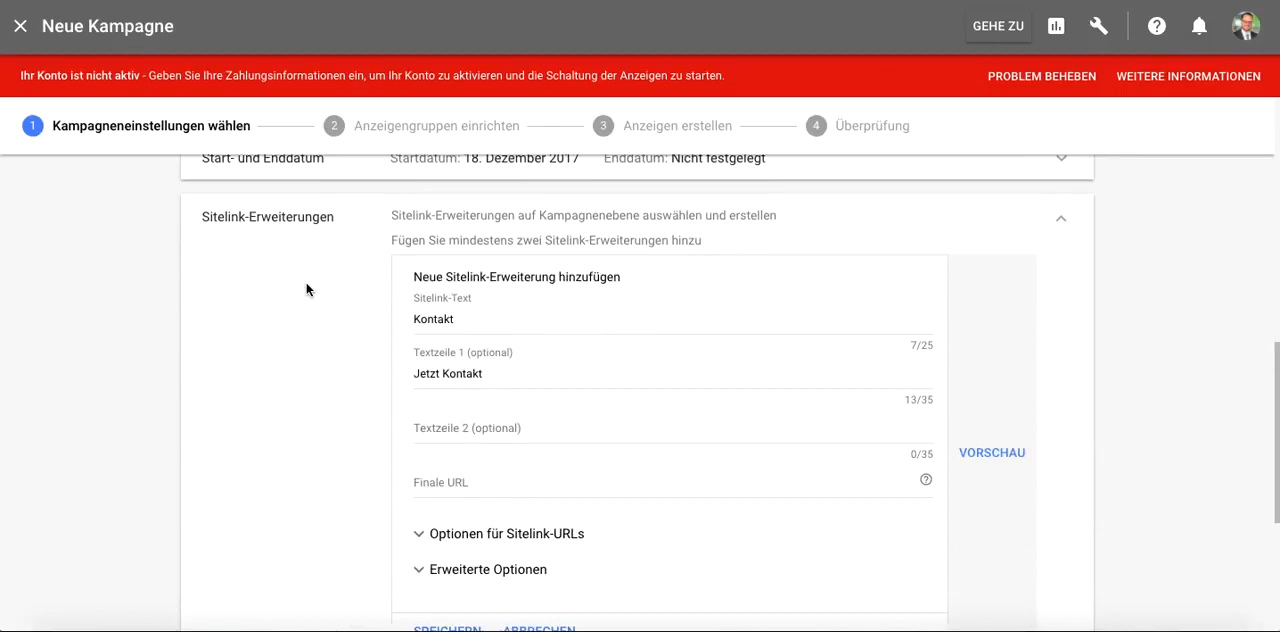 Neue Kampagne
GEHE ZU
Ihr Konto ist nicht aktiv - Geben Sie Ihre Zahlungsinformationen ein, um Ihr Konto zu aktivieren und die Schaltung der Anzeigen zu starten.
PROBLEM BEHEBEN
WEITERE INFORMATIONEN
1 Kampagneneinstellungen wählen
2 Anzeigengruppen einrichten
3 Anzeigen erstellen
4 Überprüfung
Start- und Enddatum
Startdatum: 18. Dezember 2017
Enddatum: Nicht festgelegt
Sitelink-Erweiterungen
Sitelink-Erweiterungen auf Kampagnenebene auswählen und erstellen
Fügen Sie mindestens zwei Sitelink-Erweiterungen hinzu
Neue Sitelink-Erweiterung hinzufügen
Sitelink-Text
Kontakt
7/25
Textzeile 1 (optional)
Jetzt Kontakt
13/35
Textzeile 2 (optional)
0/35
Finale URL
VORSCHAU
Optionen für Sitelink-URLs
Erweiterte Optionen
SPEICHERN
ABBRECHEN